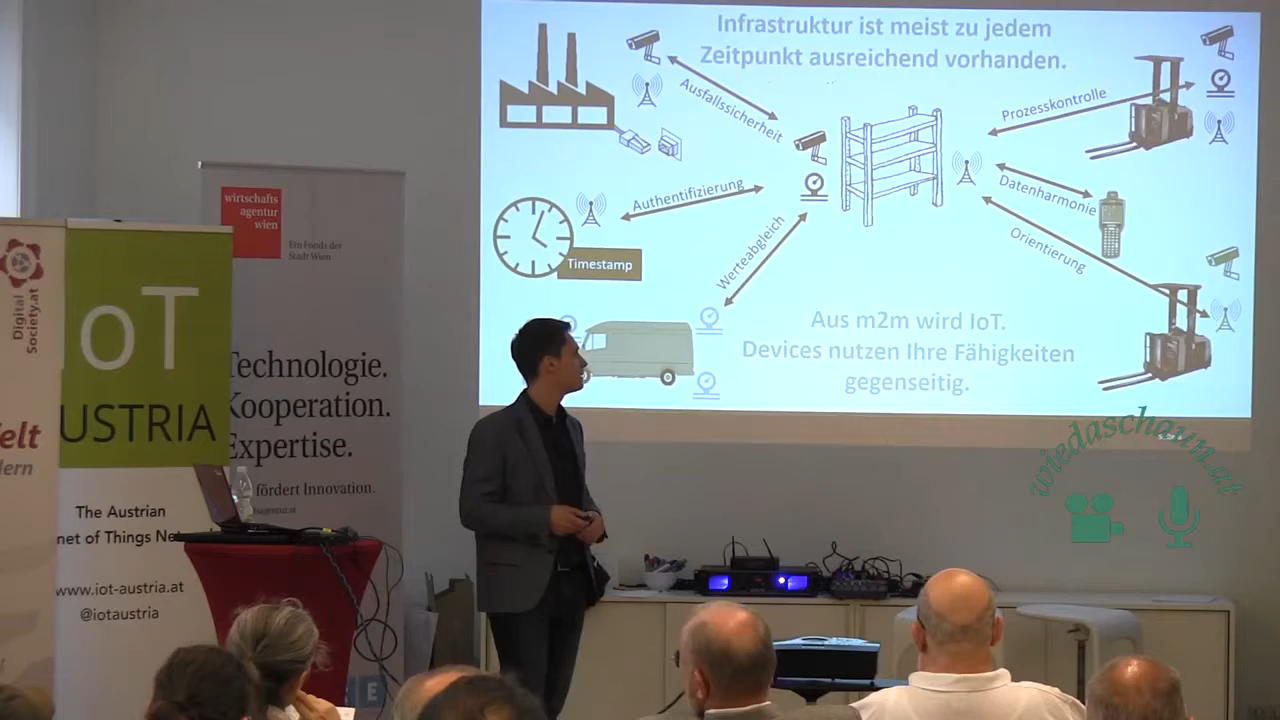 Infrastruktur ist meist zu jedem
Zeitpunkt ausreichend vorhanden.
Ausfallssicherheit
Prozesskontrolle
Authentifizierung
Datenharmonie
Timestamp
Werteabgleich
Orientierung
Aus m2m wird IoT.
Devices nutzen Ihre Fähigkeiten
gegenseitig.
wirtschafts
agentur
wien
Ein Fonds der
Stadt Wien
Technologie.
Kooperation.
Expertise.
fördert Innovation.
Digital
Society.at
IoT
AUSTRIA
The Austrian
www.iot-austria.at
@iotaustria
wiedaschaun.at
E